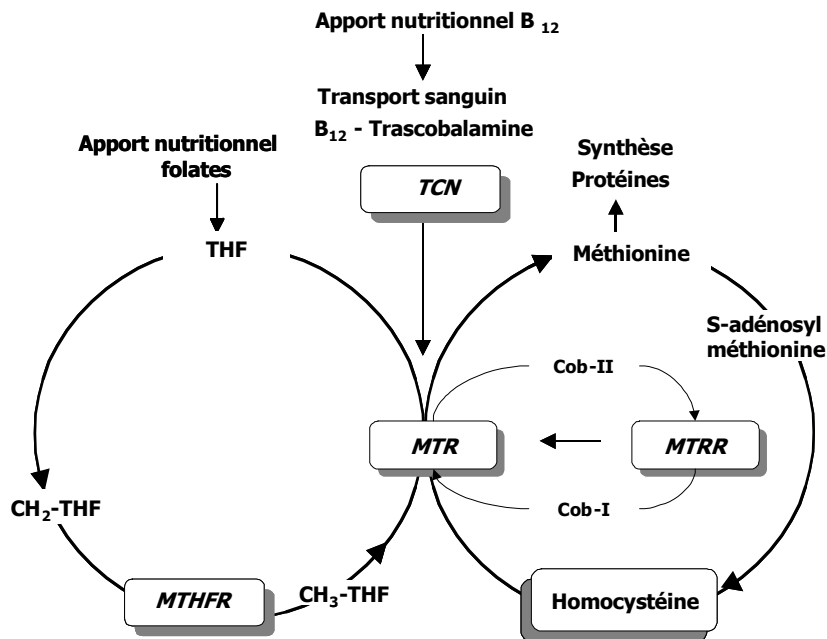 Apport nutritionnel B 12
Transport sanguin
B12 - Trascobalamine
Apport nutritionnel
folates
TCN
Synthèse
Protéines
THF
Méthionine
S-adénosyl
méthionine
Cob-II
MTR
MTRR
Cob-I
CH2-THF
MTHFR
CH3-THF
Homocystéine